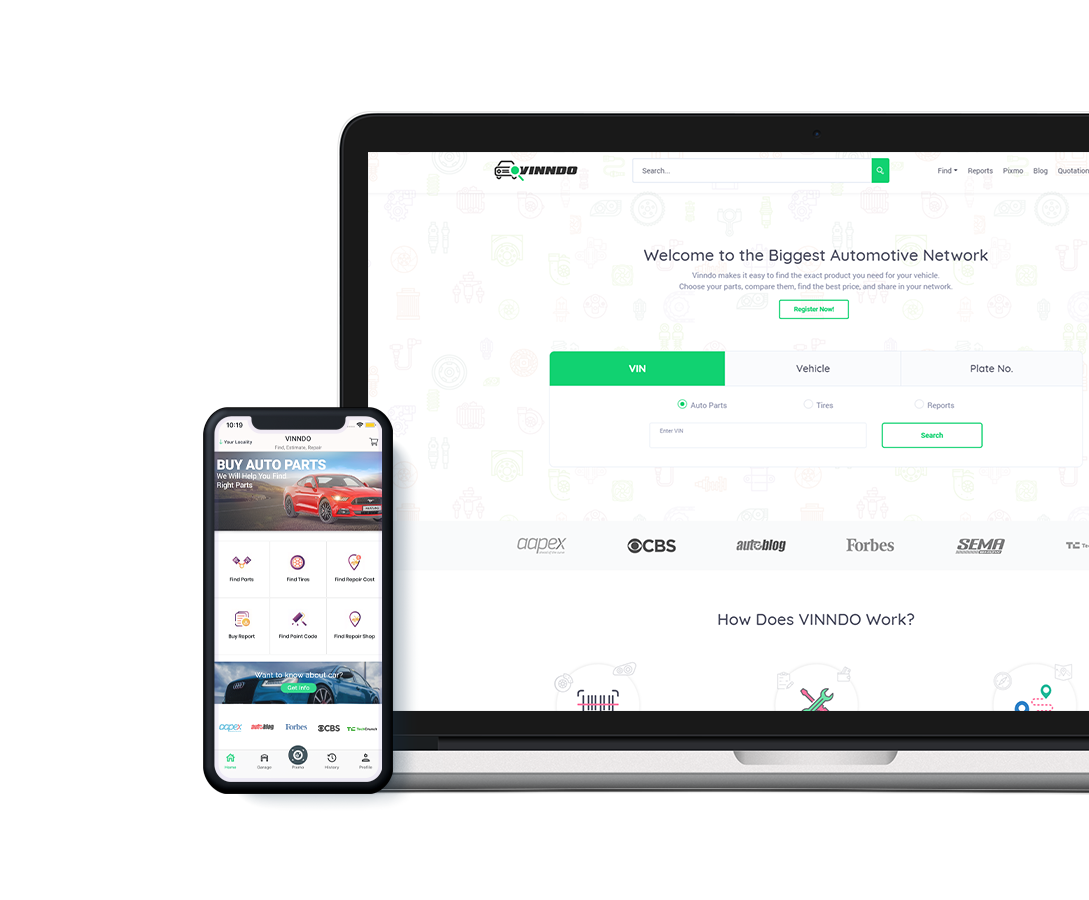 VINNDO
Search...
Find
Reports
Pixmo
Blog
Quotation
Welcome to the Biggest Automotive Network
Vinndo makes it easy to find the exact product you need for your vehicle.
Choose your parts, compare them, find the best price, and share in your network.
Register Now!
VIN
Vehicle
Plate No.
Auto Parts
Tires
Reports
Enter VIN
Search
aapex
CBS
autoblog
Forbes
SEMA
TC Te
How Does VINNDO Work?
10:19
Your Locality
VINNDO
Find, Estimate, Repair
BUY AUTO PARTS
We Will Help You Find
Right Parts
Find Parts
Find Tires
Find Repair Cost
Buy Report
Find Paint Code
Find Repair Shop
Want to know about car?
Get Info
aapex
autoblog
Forbes
CBS
TC TechCrunch
Home
Garage
Pixmo
History
Profile